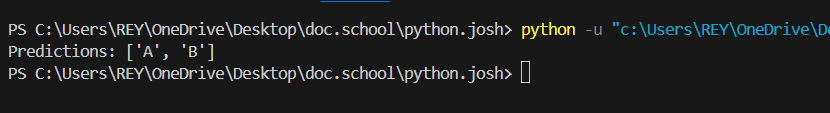 PS C:\Users\REY\OneDrive\Desktop\doc.school\python.josh> python -u "c:\Users\REY\OneDrive\De
Predictions: ['A', 'B']
PS C:\Users\REY\OneDrive\Desktop\doc.school\python.josh>